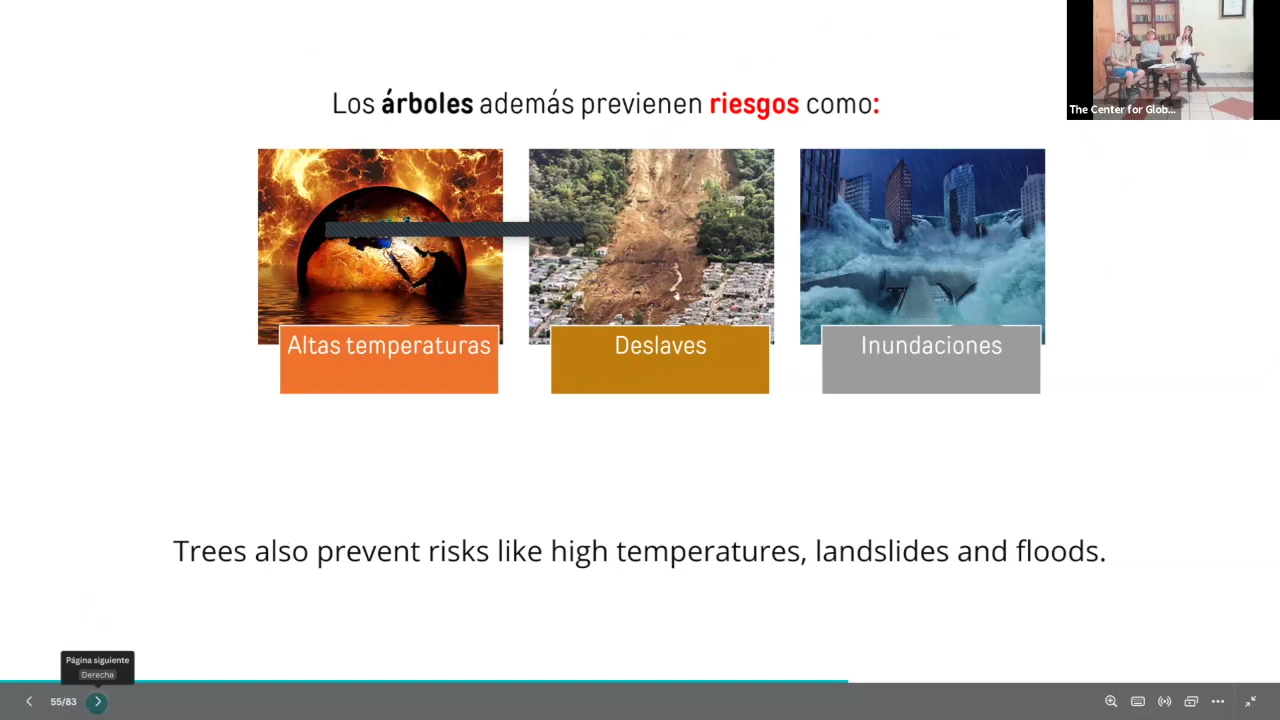 The Center for Glob...
Los árboles además previenen riesgos como:
Altas temperaturas
Deslaves
Inundaciones
Trees also prevent risks like high temperatures, landslides and floods.
Página siguiente
Derecha
55/83